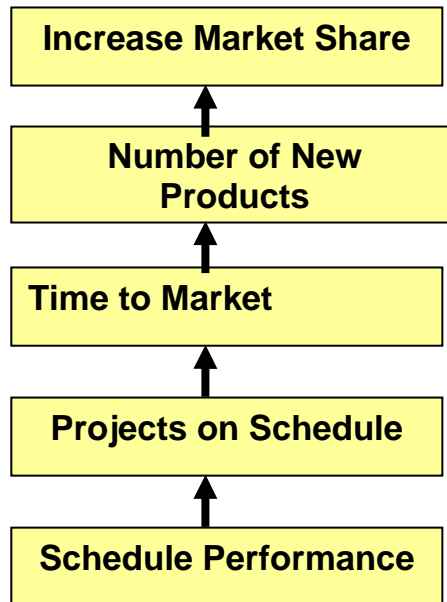 Increase Market Share
Number of New
Products
Time to Market
Projects on Schedule
Schedule Performance